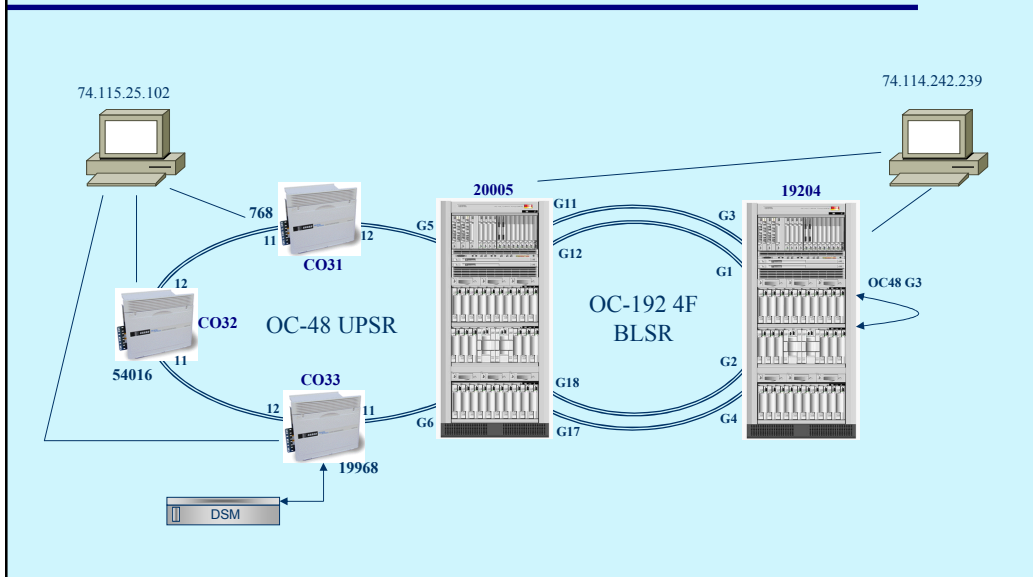 74.115.25.102
74.114.242.239
768
20005
19204
11
12
CO31
G5
G11
G12
G3
G1
OC48 G3
12
CO32
11
54016
OC-48 UPSR
OC-192 4F
BLSR
CO33
12
11
G6
G18
G17
G2
G4
19968
DSM